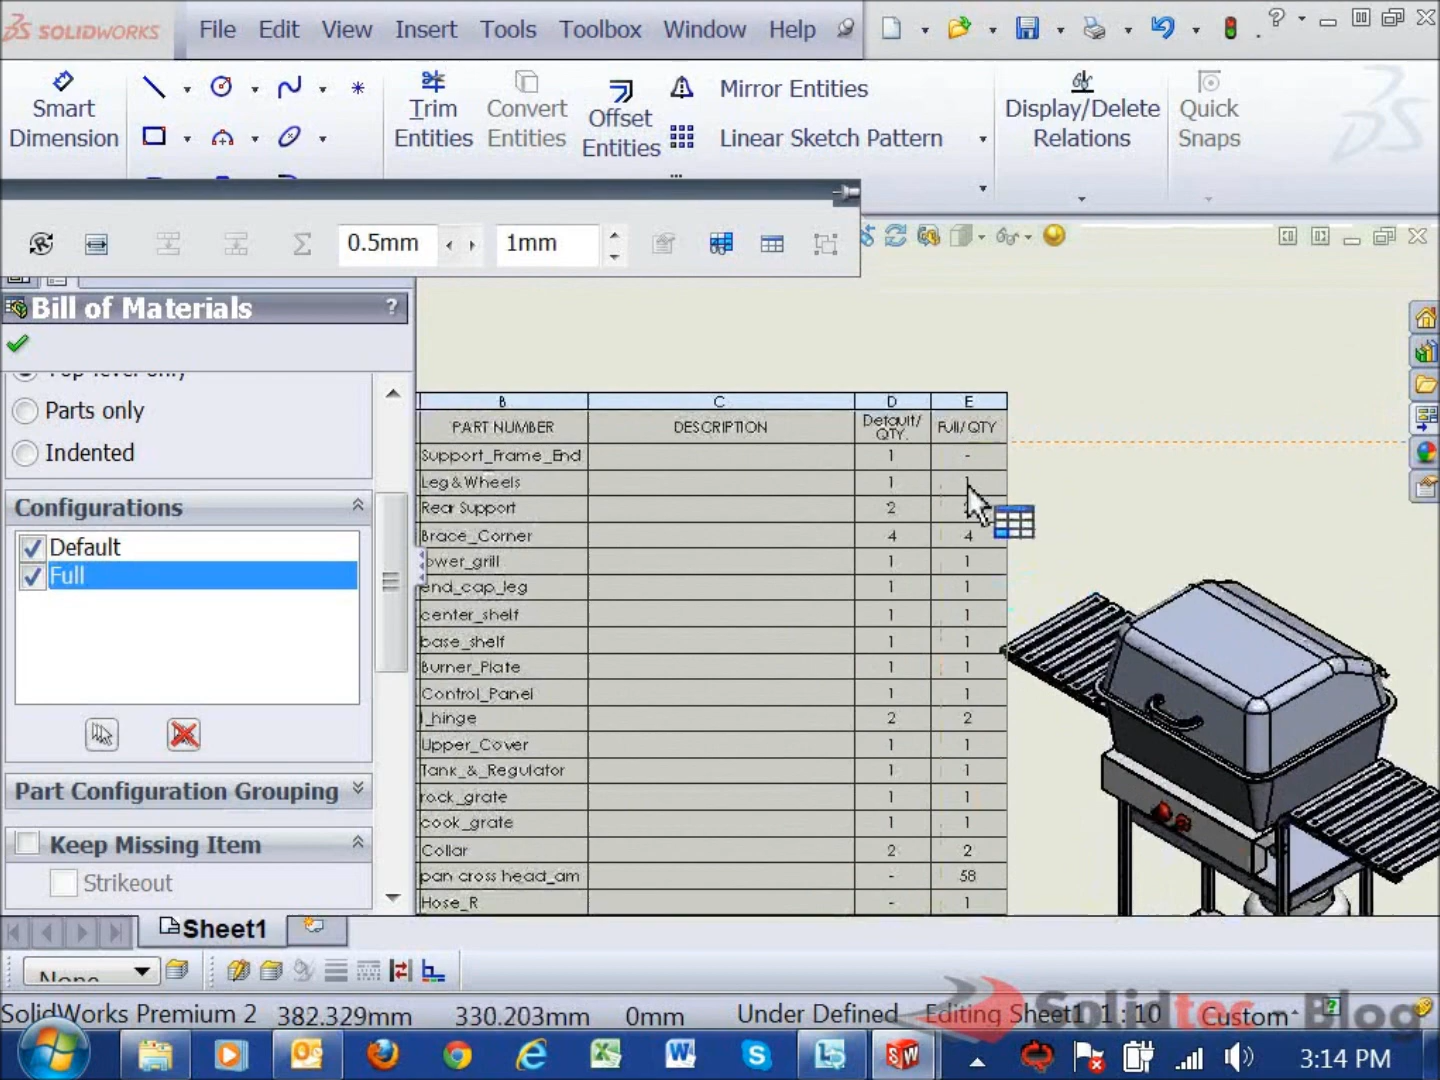 SOLIDWORKS File Edit View Insert Tools Toolbox Window Help
Smart Dimension
Trim Entities
Convert Entities
Offset Entities
Mirror Entities
Linear Sketch Pattern
Display/Delete Relations
Quick Snaps
0.5mm 1mm
Bill of Materials ?
Parts only
Indented
Configurations
Default
Full
Part Configuration Grouping
Keep Missing Item
Strikeout
B C D E
PART NUMBER DESCRIPTION Default/ QTY. Full/QTY
Support_Frame_End 1 -
Leg&Wheels 1 1
Rear Support 2
Brace_Corner 4 4
ower_grill 1 1
end_cap_leg 1 1
center_shelf 1 1
base_shelf 1 1
Burner_Plate 1 1
Control_Panel 1 1
l_hinge 2 2
Upper_Cover 1 1
Tank_&_Regulator 1 1
rock_grate 1 1
cook_grate 1 1
Collar 2 2
pan cross head_am - 58
Hose_R - 1
Sheet1
None
SolidWorks Premium 2 382.329mm 330.203mm 0mm Under Defined Editing Sheet1 1 : 10 Custom
Solidtec - Blog
3:14 PM